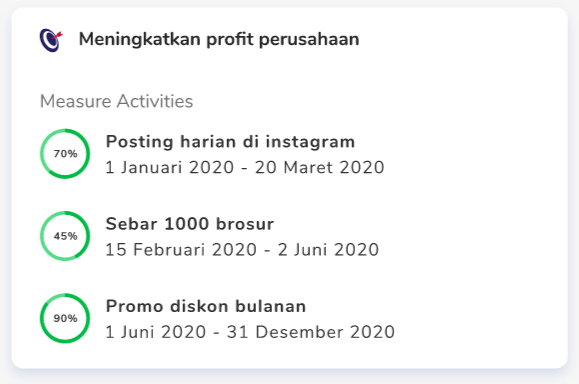 Meningkatkan profit perusahaan
Measure Activities
70%
Posting harian di instagram
1 Januari 2020 - 20 Maret 2020
45%
Sebar 1000 brosur
15 Februari 2020 - 2 Juni 2020
90%
Promo diskon bulanan
1 Juni 2020 - 31 Desember 2020